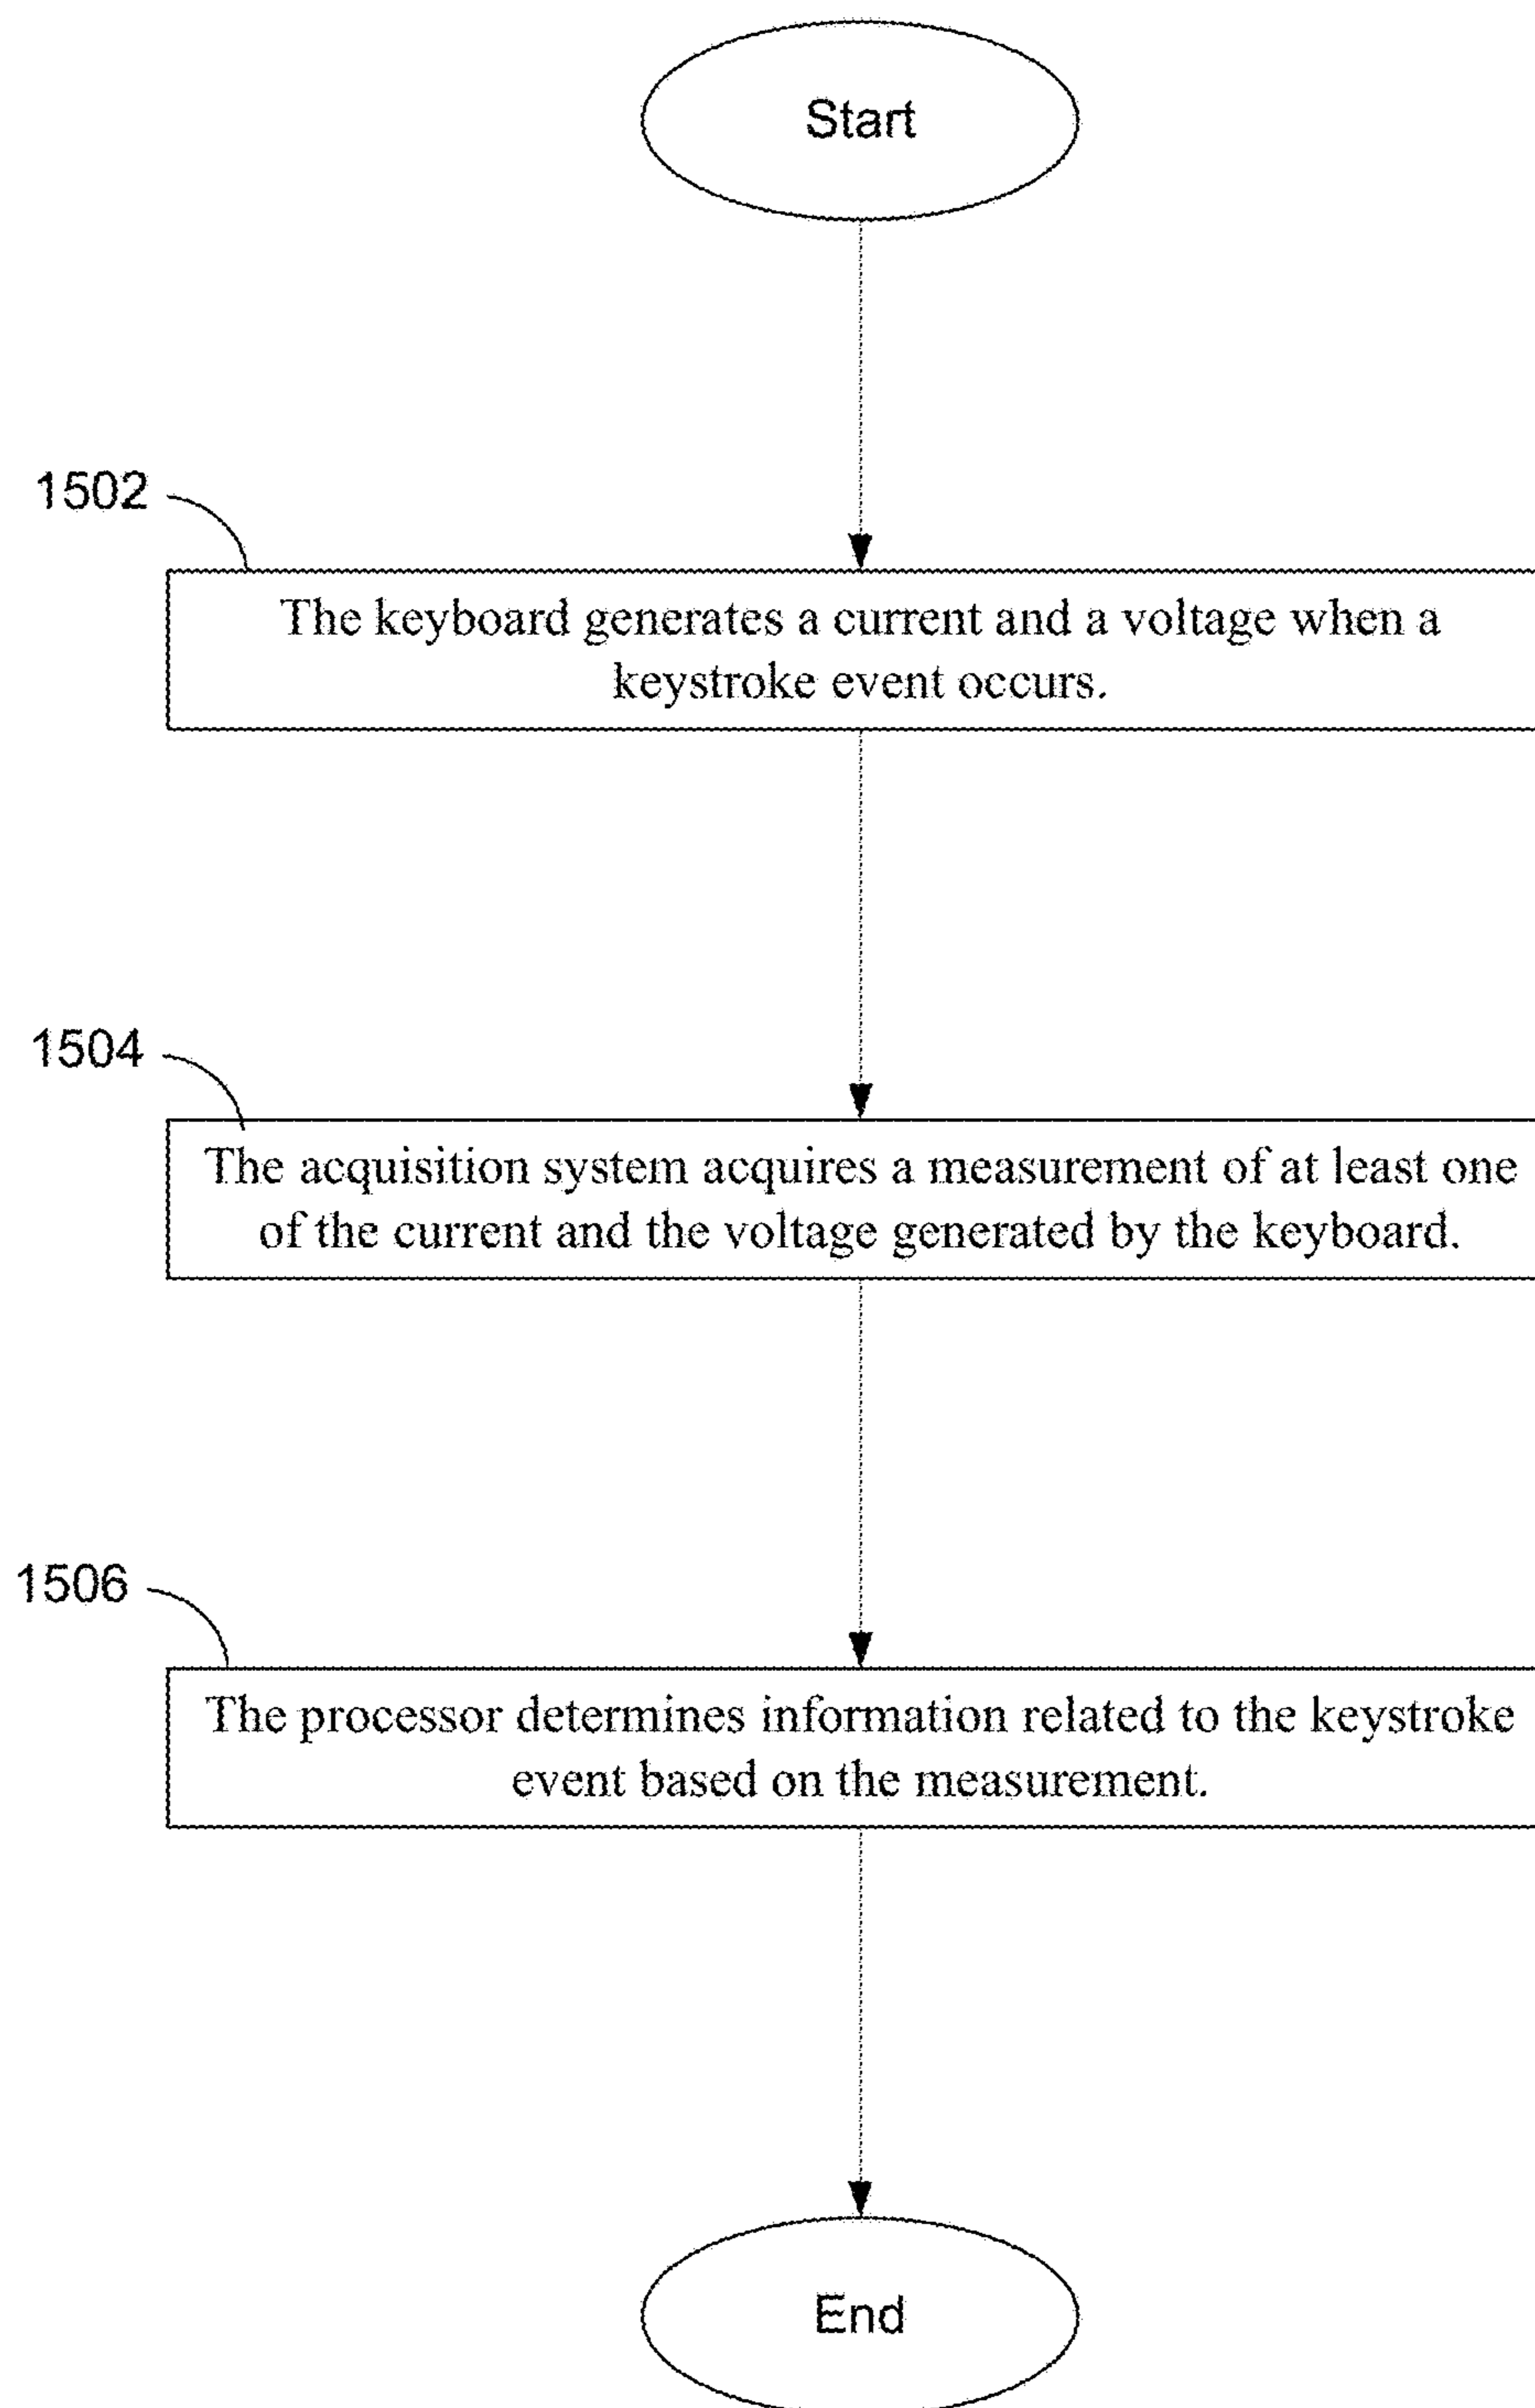 Start
1502
The keyboard generates a current and a voltage when a
keystroke event occurs.
1504
The acquisition system acquires a measurement of at least one
of the current and the voltage generated by the keyboard.
1506
The processor determines information related to the keystroke
event based on the measurement.
End